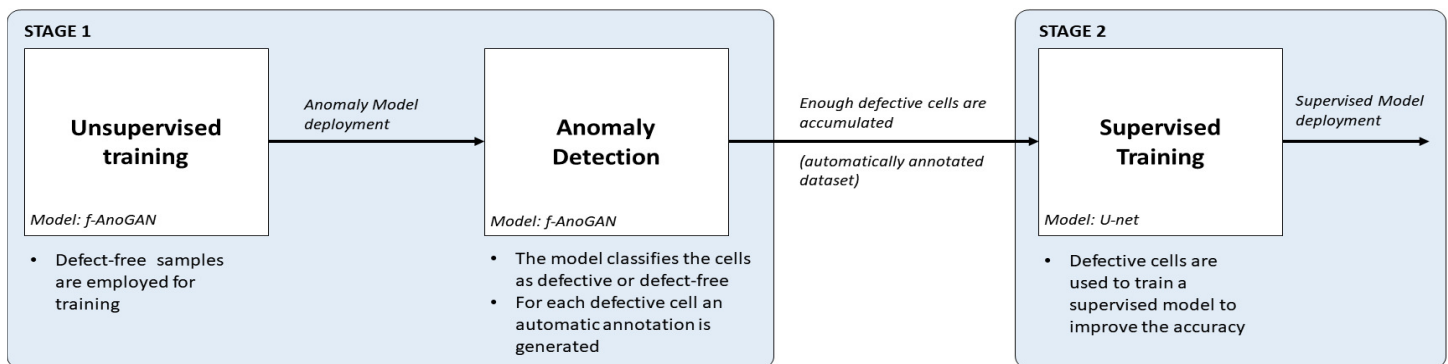 STAGE 1
Unsupervised
training
Model: f-AnoGAN
• Defect-free samples
are employed for
training
Anomaly Model
deployment
Anomaly
Detection
Model: f-AnoGAN
• The model classifies the cells
as defective or defect-free
• For each defective cell an
automatic annotation is
generated
Enough defective cells are
accumulated
(automatically annotated
dataset)
STAGE 2
Supervised
Training
Model: U-net
• Defective cells are
used to train a
supervised model to
improve the accuracy
Supervised Model
deployment